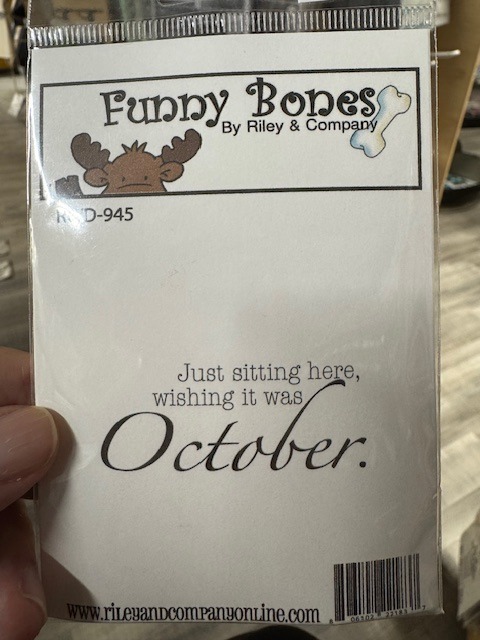 Funny Bones
By Riley & Company
Just sitting here,
wishing it was
October.
www.rileyandcompanyonline.com